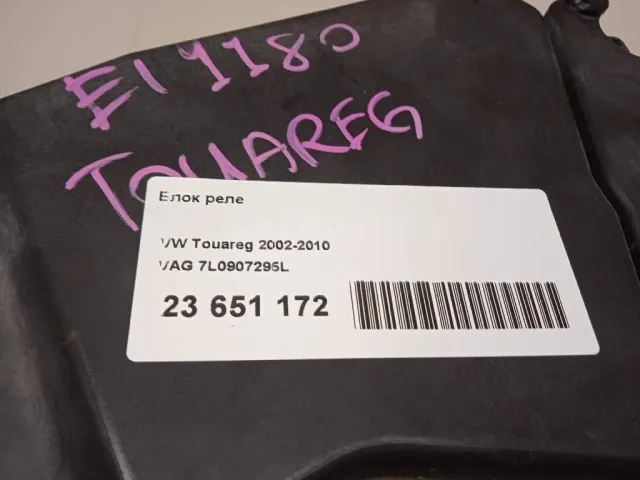 EI 1180
TOUAREG
Блок реле
VW Touareg 2002-2010
VAG 7L0907295L
23 651 172